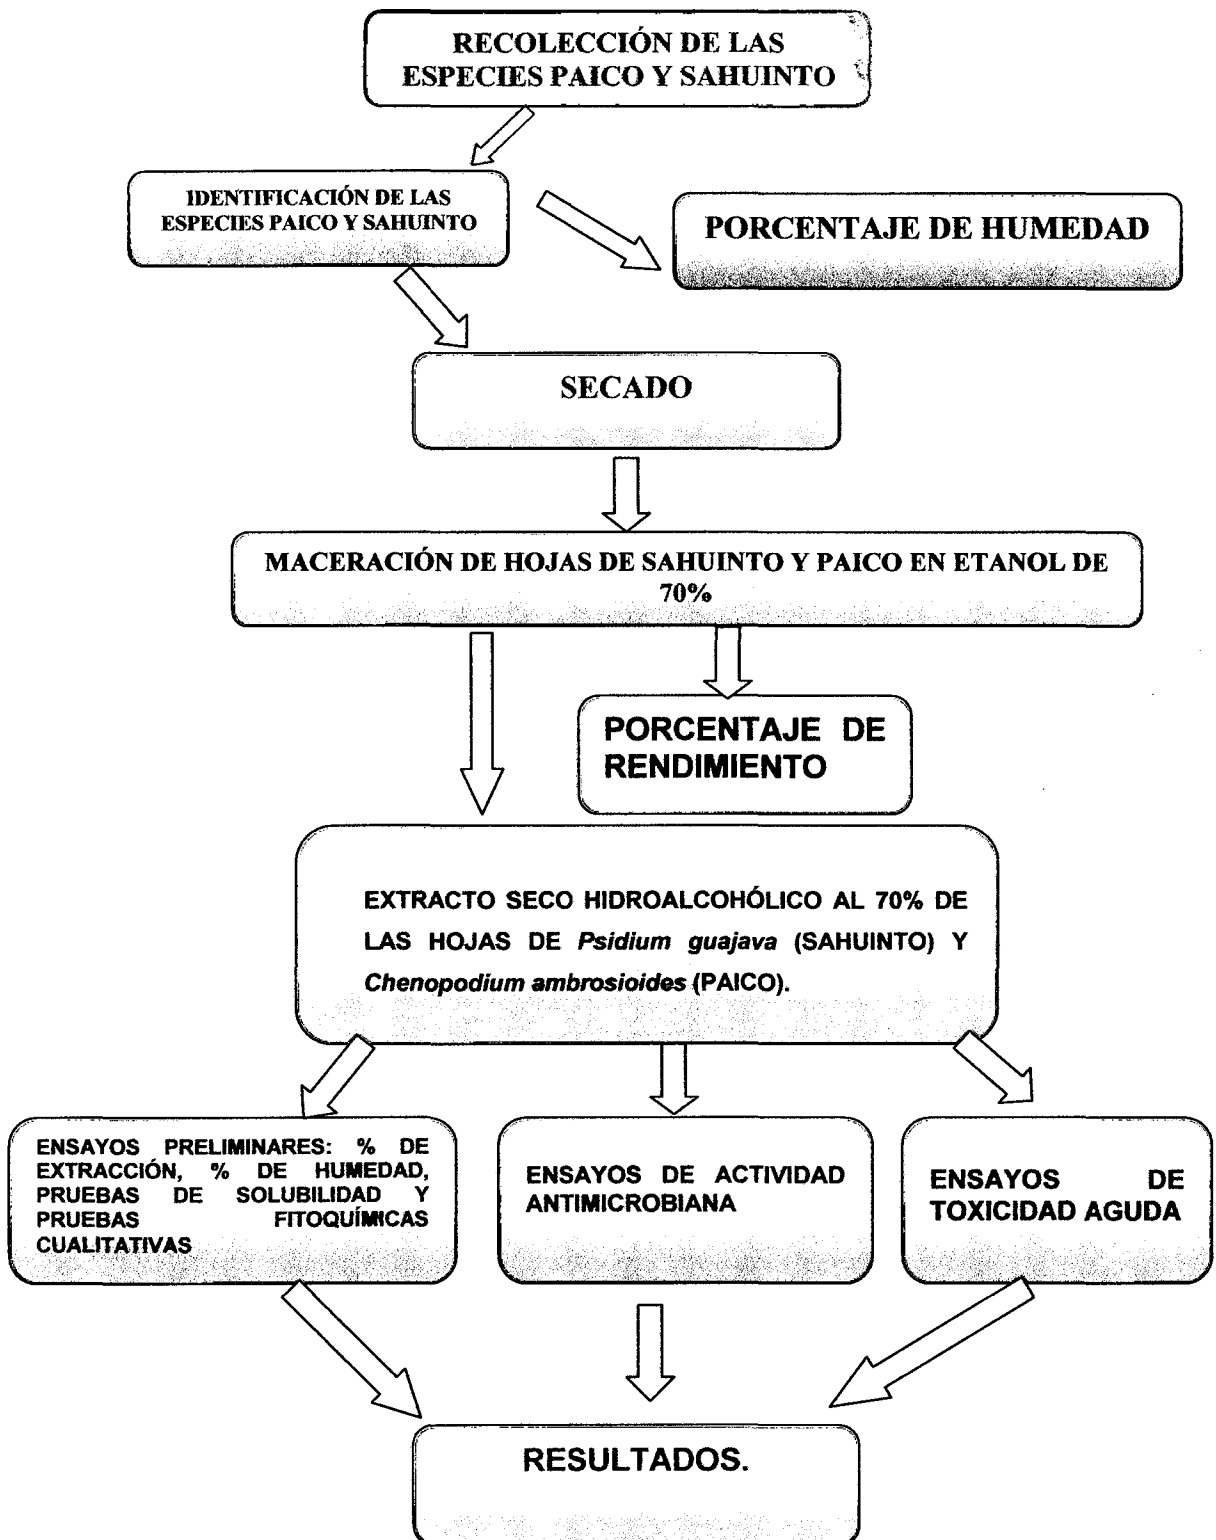 RECOLECCIÓN DE LAS
ESPECIES PAICO Y SAHUINTO
IDENTIFICACIÓN DE LAS
ESPECIES PAICO Y SAHUINTO
PORCENTAJE DE HUMEDAD
SECADO
MACERACIÓN DE HOJAS DE SAHUINTO Y PAICO EN ETANOL DE
70%
PORCENTAJE DE
RENDIMIENTO
EXTRACTO SECO HIDROALCOHÓLICO AL 70% DE
LAS HOJAS DE Psidium guajava (SAHUINTO) Y
Chenopodium ambrosioides (PAICO).
ENSAYOS PRELIMINARES: % DE
EXTRACCIÓN, % DE HUMEDAD,
PRUEBAS DE SOLUBILIDAD Y
PRUEBAS FITOQUÍMICAS
CUALITATIVAS
ENSAYOS DE ACTIVIDAD
ANTIMICROBIANA
ENSAYOS DE
TOXICIDAD AGUDA
RESULTADOS.